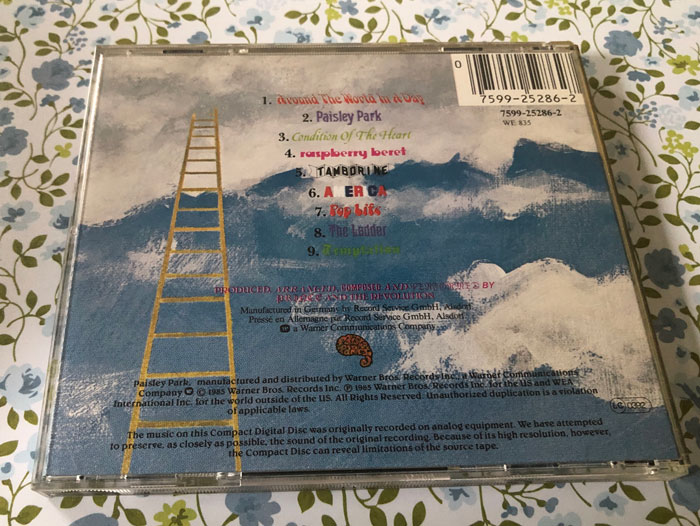 0
7599-25286-2
7599-25286-2
WE 835
1. Around The World In A Day
2. Paisley Park
3. Condition Of The Heart
4. raspberry beret
5. TAMBORINE
6. A ER CA
7. Pop Life
8. The Ladder
9. Temptation
PRODUCED, ARRANGED, COMPOSED AND PERFORMED BY
PRINCE AND THE REVOLUTION
Manufactured in Germany by Record Service GmbH, Alsdorf.
Pressé en Allemagne par Record Service GmbH, Alsdorf.
a Warner Communications Company
Paisley Park, manufactured and distributed by Warner Bros. Records Inc., a Warner Communications
Company © 1985 Warner Bros. Records Inc. ℗ 1985 Warner Bros. Records Inc. for the US and WEA
International Inc. for the world outside of the US. All Rights Reserved. Unauthorized duplication is a violation
of applicable laws.
The music on this Compact Digital Disc was originally recorded on analog equipment. We have attempted
to preserve, as closely as possible, the sound of the original recording. Because of its high resolution, however,
the Compact Disc can reveal limitations of the source tape.